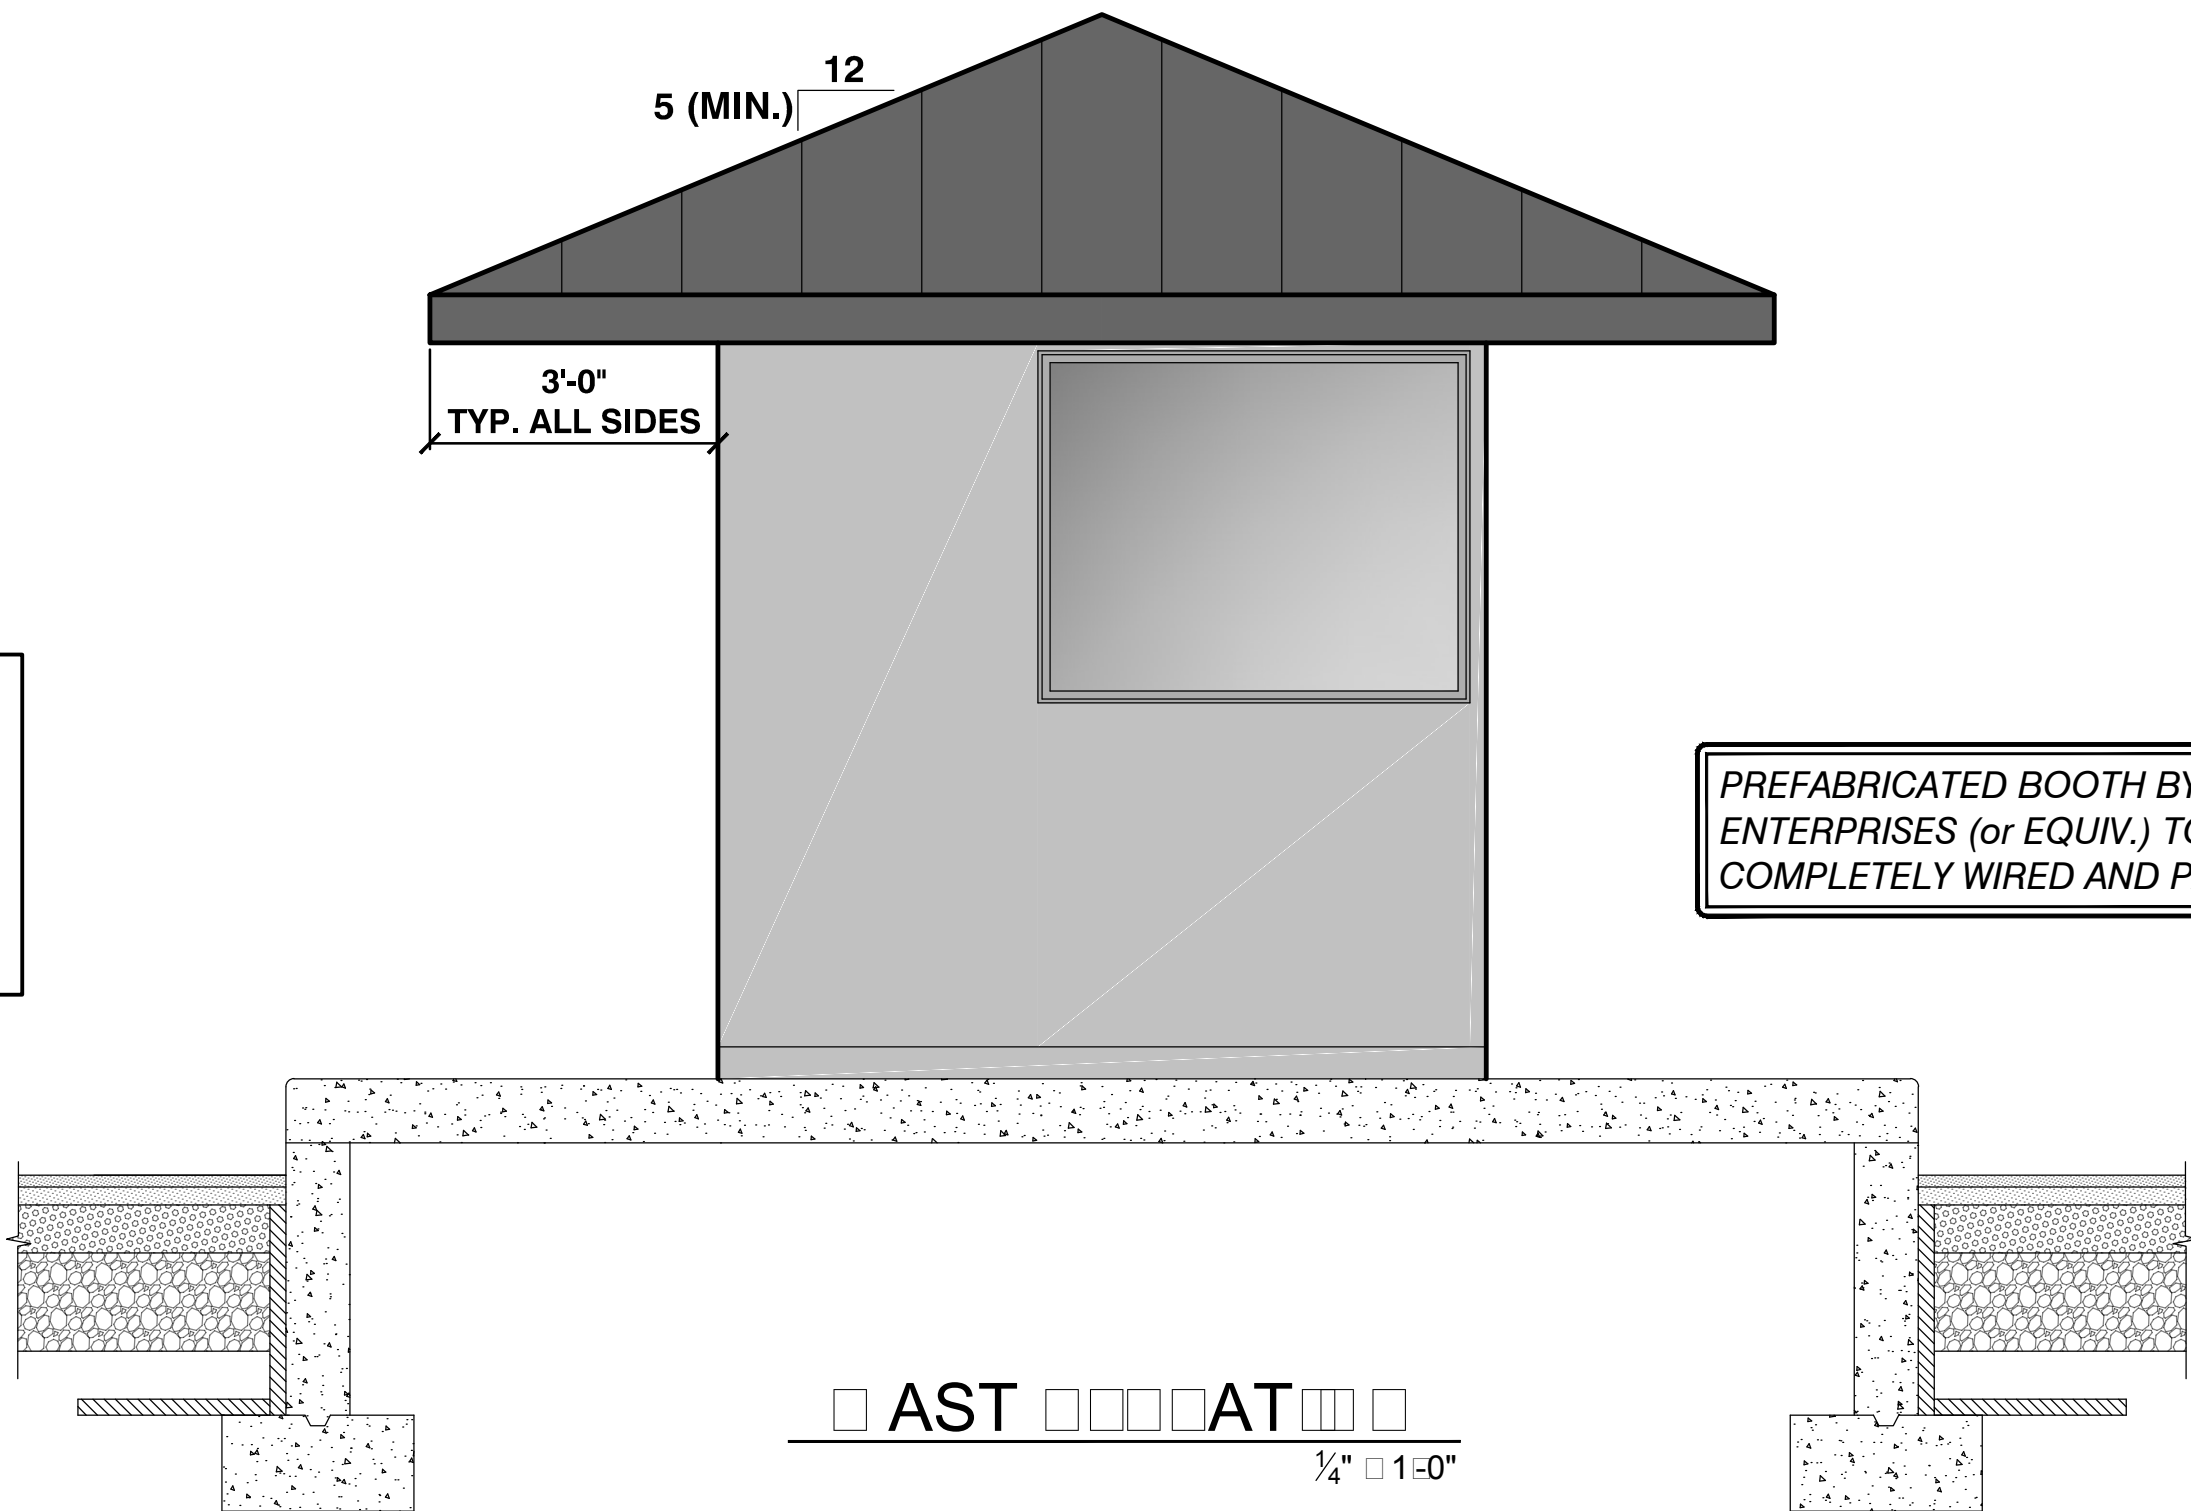 12
5 (MIN.)
3'-0"
TYP. ALL SIDES
PREFABRICATED BOOTH BY
ENTERPRISES (or EQUIV.) TO
COMPLETELY WIRED AND P
□ AST □□□□AT□□ □
¼" □ 1□-0"